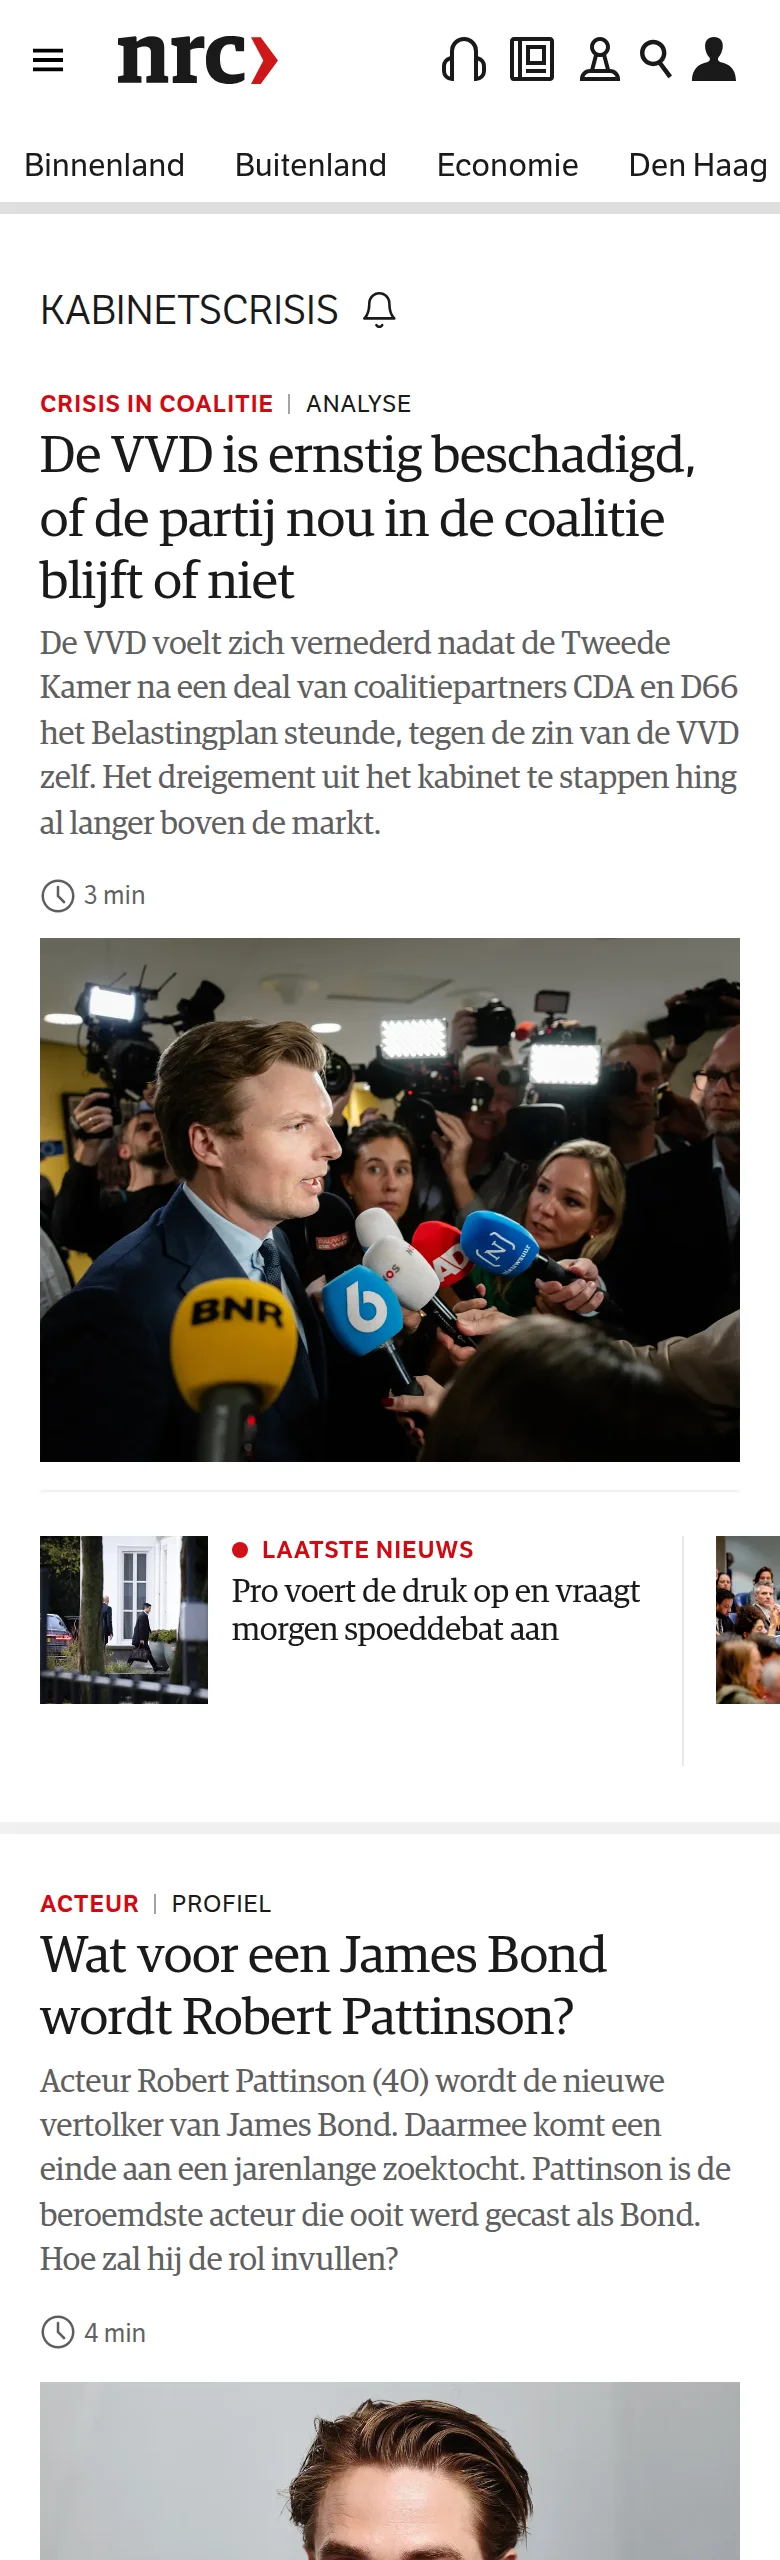 nrc
Binnenland Buitenland Economie Den Haag
KABINETSCRISIS
CRISIS IN COALITIE | ANALYSE
De VVD is ernstig beschadigd,
of de partij nou in de coalitie
blijft of niet
De VVD voelt zich vernederd nadat de Tweede
Kamer na een deal van coalitiepartners CDA en D66
het Belastingplan steunde, tegen de zin van de VVD
zelf. Het dreigement uit het kabinet te stappen hing
al langer boven de markt.
3 min
BNR
b
AD
[N]
LAATSTE NIEUWS
Pro voert de druk op en vraagt
morgen spoeddebat aan
ACTEUR | PROFIEL
Wat voor een James Bond
wordt Robert Pattinson?
Acteur Robert Pattinson (40) wordt de nieuwe
vertolker van James Bond. Daarmee komt een
einde aan een jarenlange zoektocht. Pattinson is de
beroemdste acteur die ooit werd gecast als Bond.
Hoe zal hij de rol invullen?
4 min